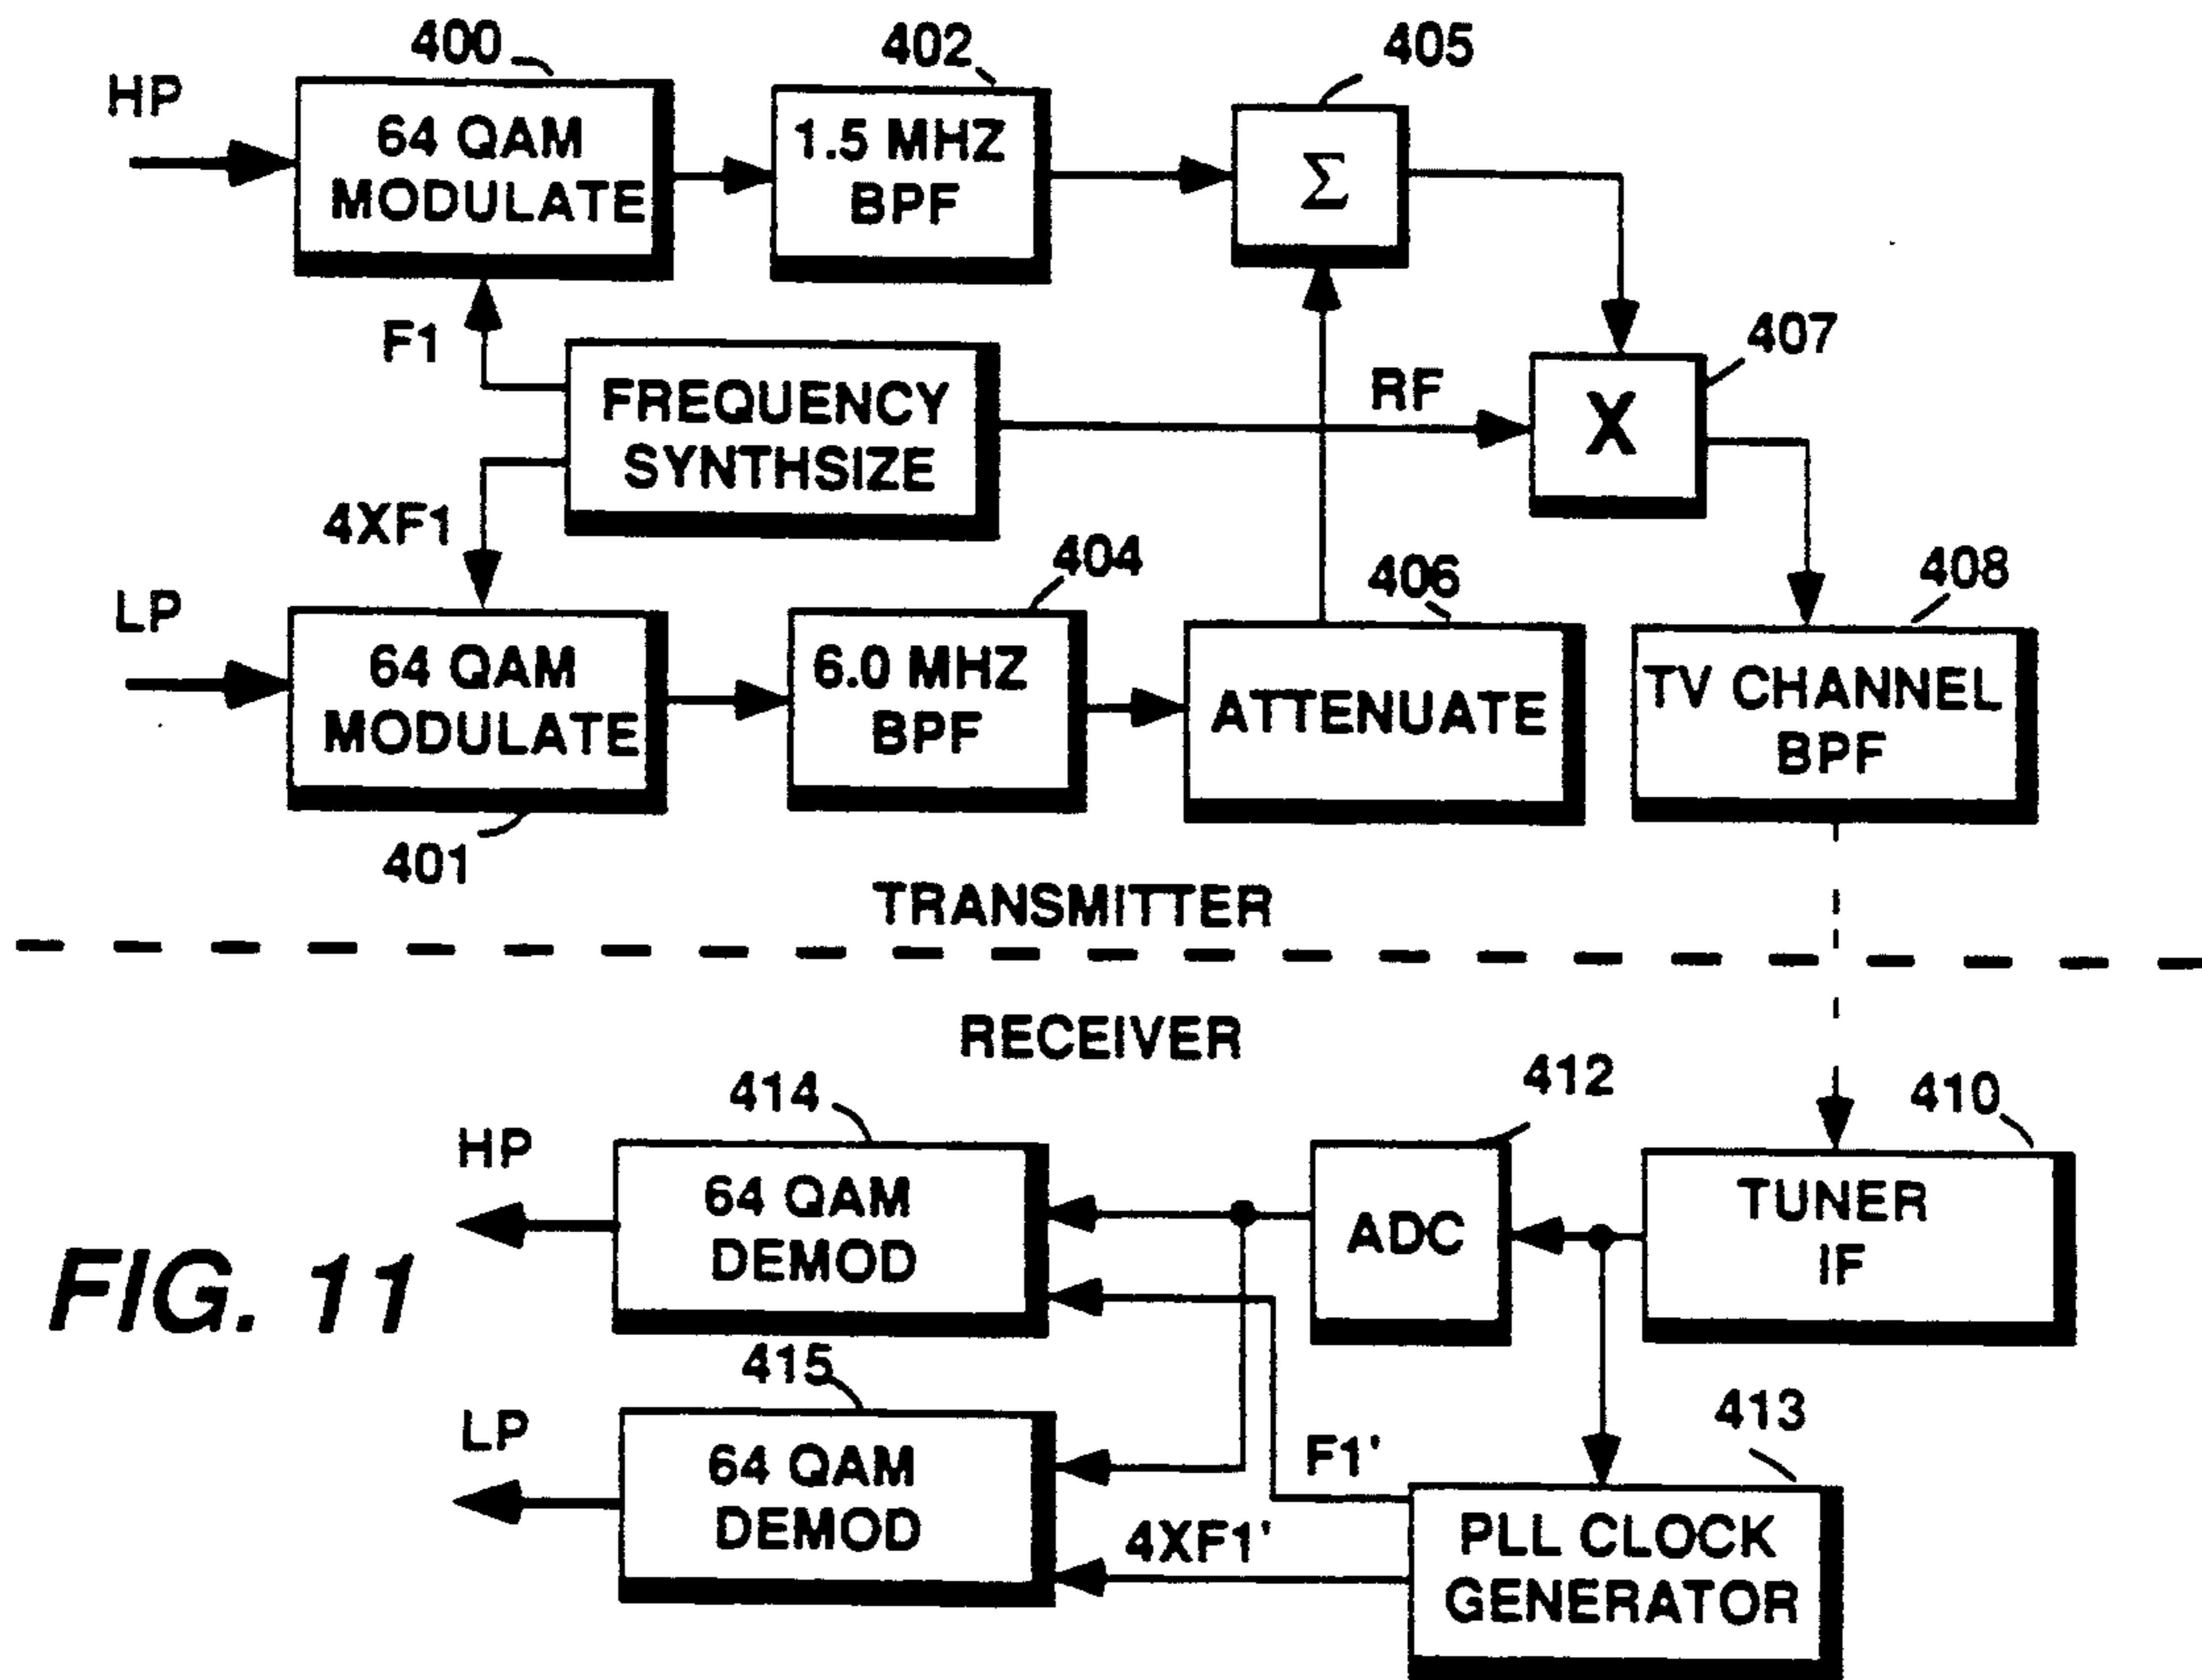 400
402
405
HP
64 QAM
MODULATE
1.5 MHZ
BPF
Σ
F1
407
FREQUENCY
SYNTHSIZE
RF
X
4XF1
404
406
408
LP
64 QAM
MODULATE
6.0 MHZ
BPF
ATTENUATE
TV CHANNEL
BPF
401
TRANSMITTER
RECEIVER
414
412
410
HP
64 QAM
DEMOD
ADC
TUNER
IF
FIG. 11
415
413
LP
64 QAM
DEMOD
F1'
4XF1'
PLL CLOCK
GENERATOR